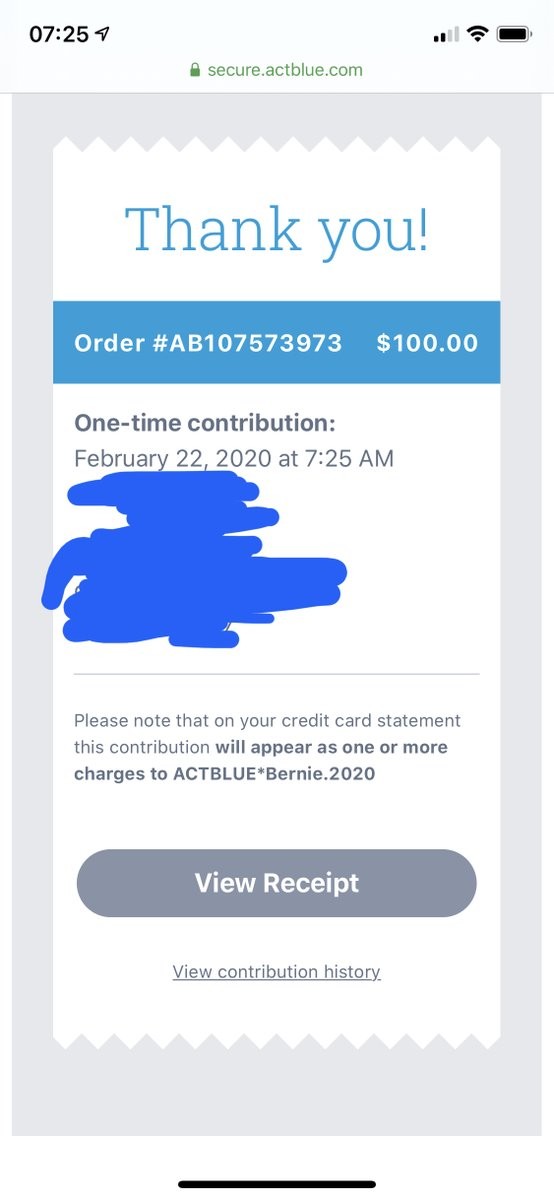 07:25
secure.actblue.com
Thank you!
Order #AB107573973 $100.00
One-time contribution:
February 22, 2020 at 7:25 AM
Please note that on your credit card statement
this contribution will appear as one or more
charges to ACTBLUE*Bernie.2020
View Receipt
View contribution history